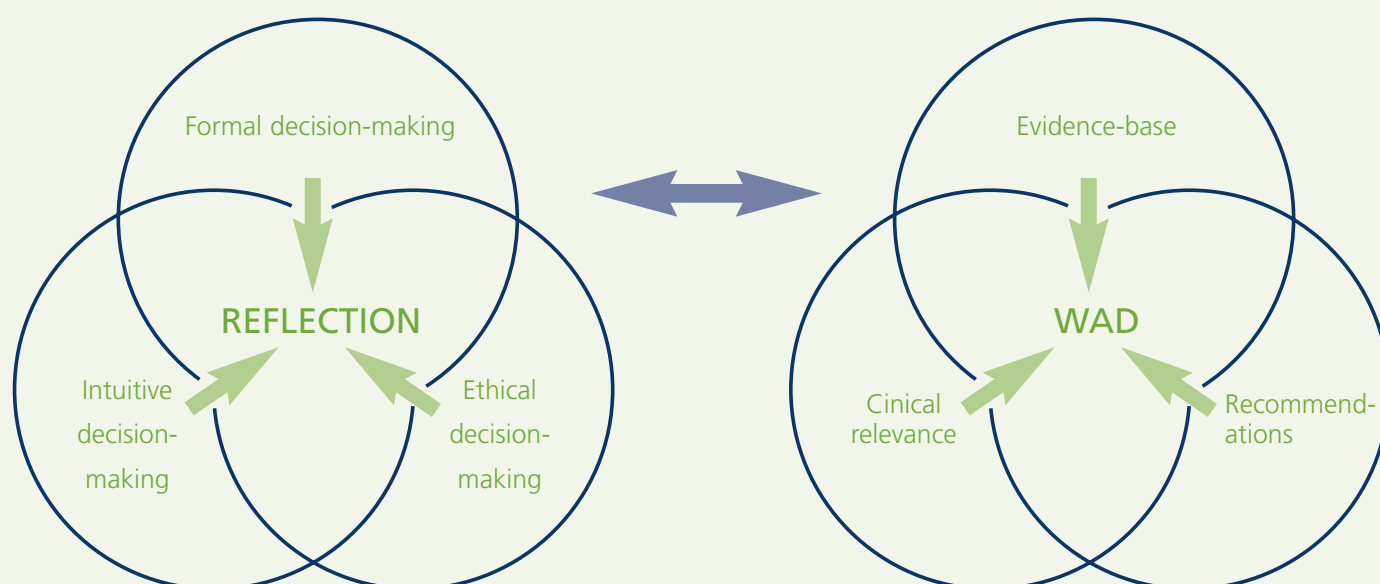 Formal decision-making
REFLECTION
Intuitive
decision-
making
Ethical
decision-
making
Evidence-base
WAD
Cinical
relevance
Recommend-
ations